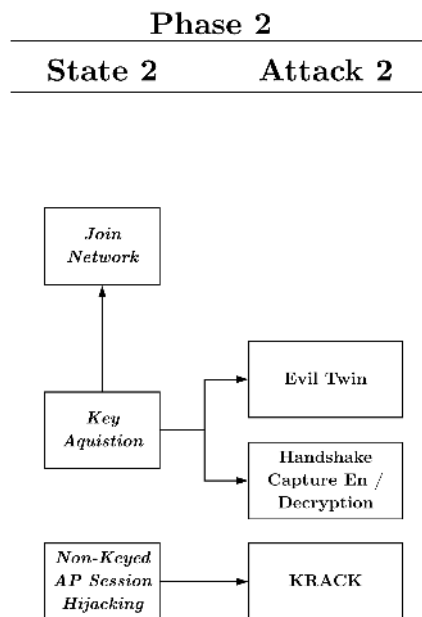 Phase 2
State 2 Attack 2
Join
Network
Evil Twin
Key
Aquistion
Handshake
Capture En /
Decryption
Non-Keyed
AP Session
Hijacking
KRACK